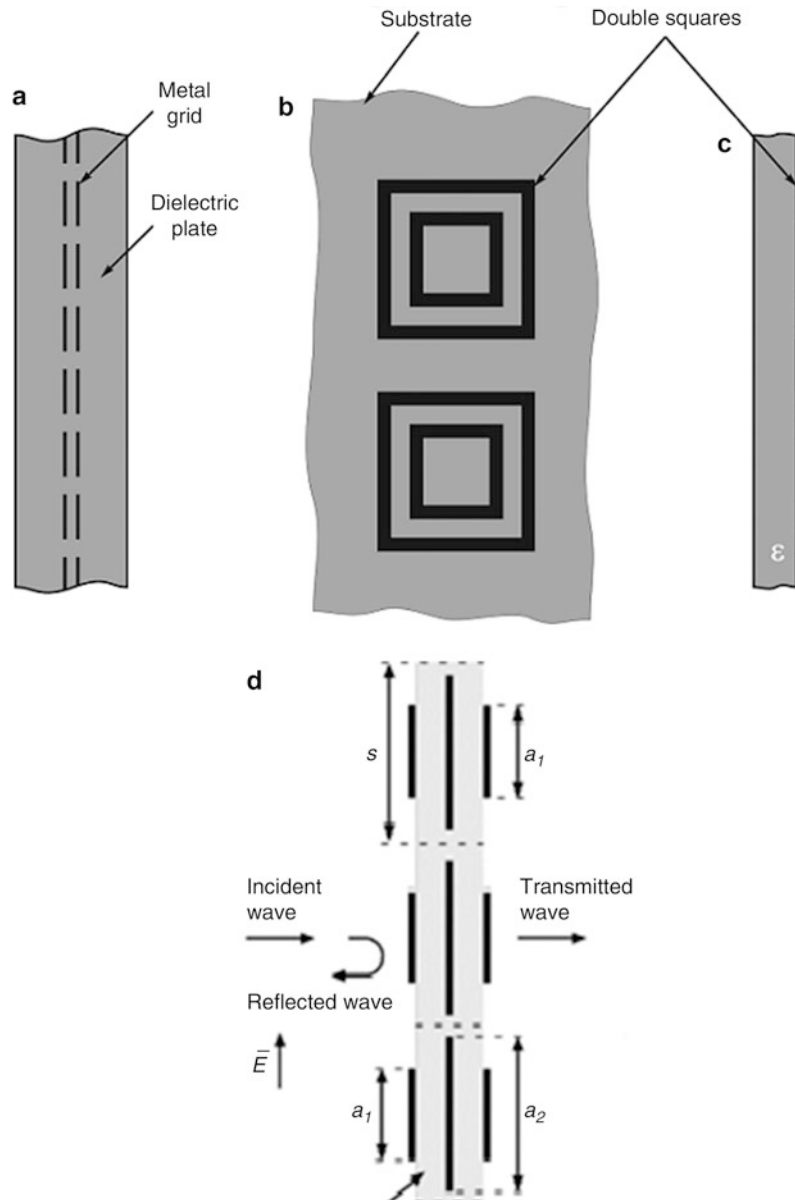 Substrate
Double squares
a
Metal
grid
b
c
Dielectric
plate
ε
d
s
a1
Incident
wave
Transmitted
wave
Reflected wave
E̅
a1
a2